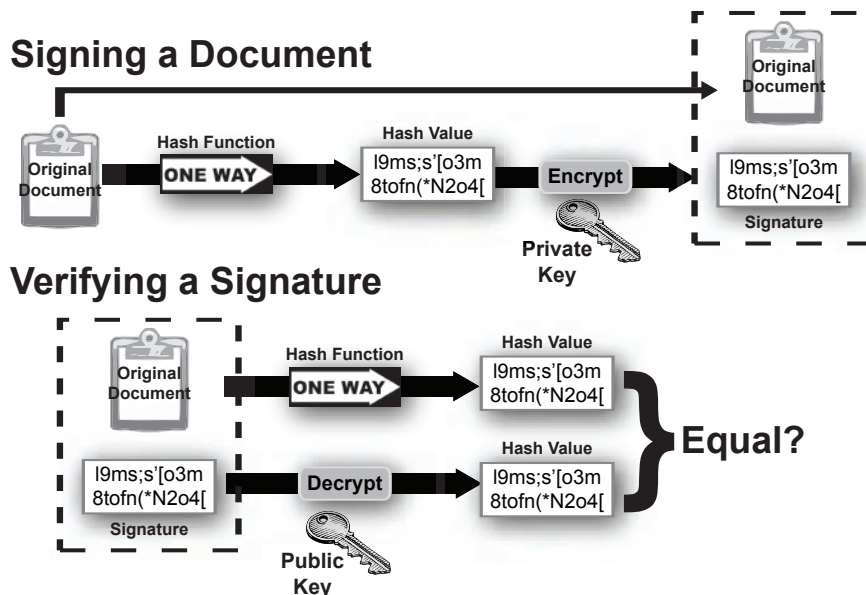 Signing a Document
Original
Document
Hash Function
Hash Value
Original
Document
ONE WAY
l9ms;s'[o3m
8tofn(*N2o4[
Encrypt
l9ms;s'[o3m
8tofn(*N2o4[
Signature
Private
Key
Verifying a Signature
Original
Document
Hash Function
ONE WAY
Hash Value
l9ms;s'[o3m
8tofn(*N2o4[
Equal?
l9ms;s'[o3m
8tofn(*N2o4[
Signature
Decrypt
Hash Value
l9ms;s'[o3m
8tofn(*N2o4[
Public
Key